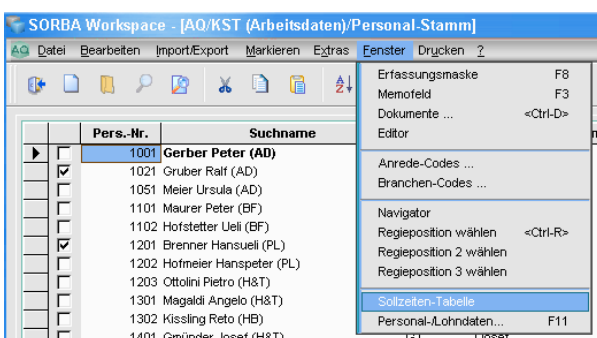 SORBA Workspace - [AQ/KST (Arbeitsdaten)/Personal-Stamm]
AQ Datei Bearbeiten Import/Export Markieren Extras Fenster Drucken ?
Erfassungsmaske F8
Memofeld F3
Dokumente ... <Ctrl-D>
Editor
Anrede-Codes ...
Branchen-Codes ...
Navigator
Regieposition wählen <Ctrl-R>
Regieposition 2 wählen
Regieposition 3 wählen
Sollzeiten-Tabelle
Personal-/Lohndaten... F11
Pers.-Nr. Suchname
1001 Gerber Peter (AD)
1021 Gruber Ralf (AD)
1051 Meier Ursula (AD)
1101 Maurer Peter (BF)
1102 Hofstetter Ueli (BF)
1201 Brenner Hansueli (PL)
1202 Hofmeier Hanspeter (PL)
1203 Ottolini Pietro (H&T)
1301 Magaldi Angelo (H&T)
1302 Kissling Reto (HB)
1401 Gmünder Josef (H&T)